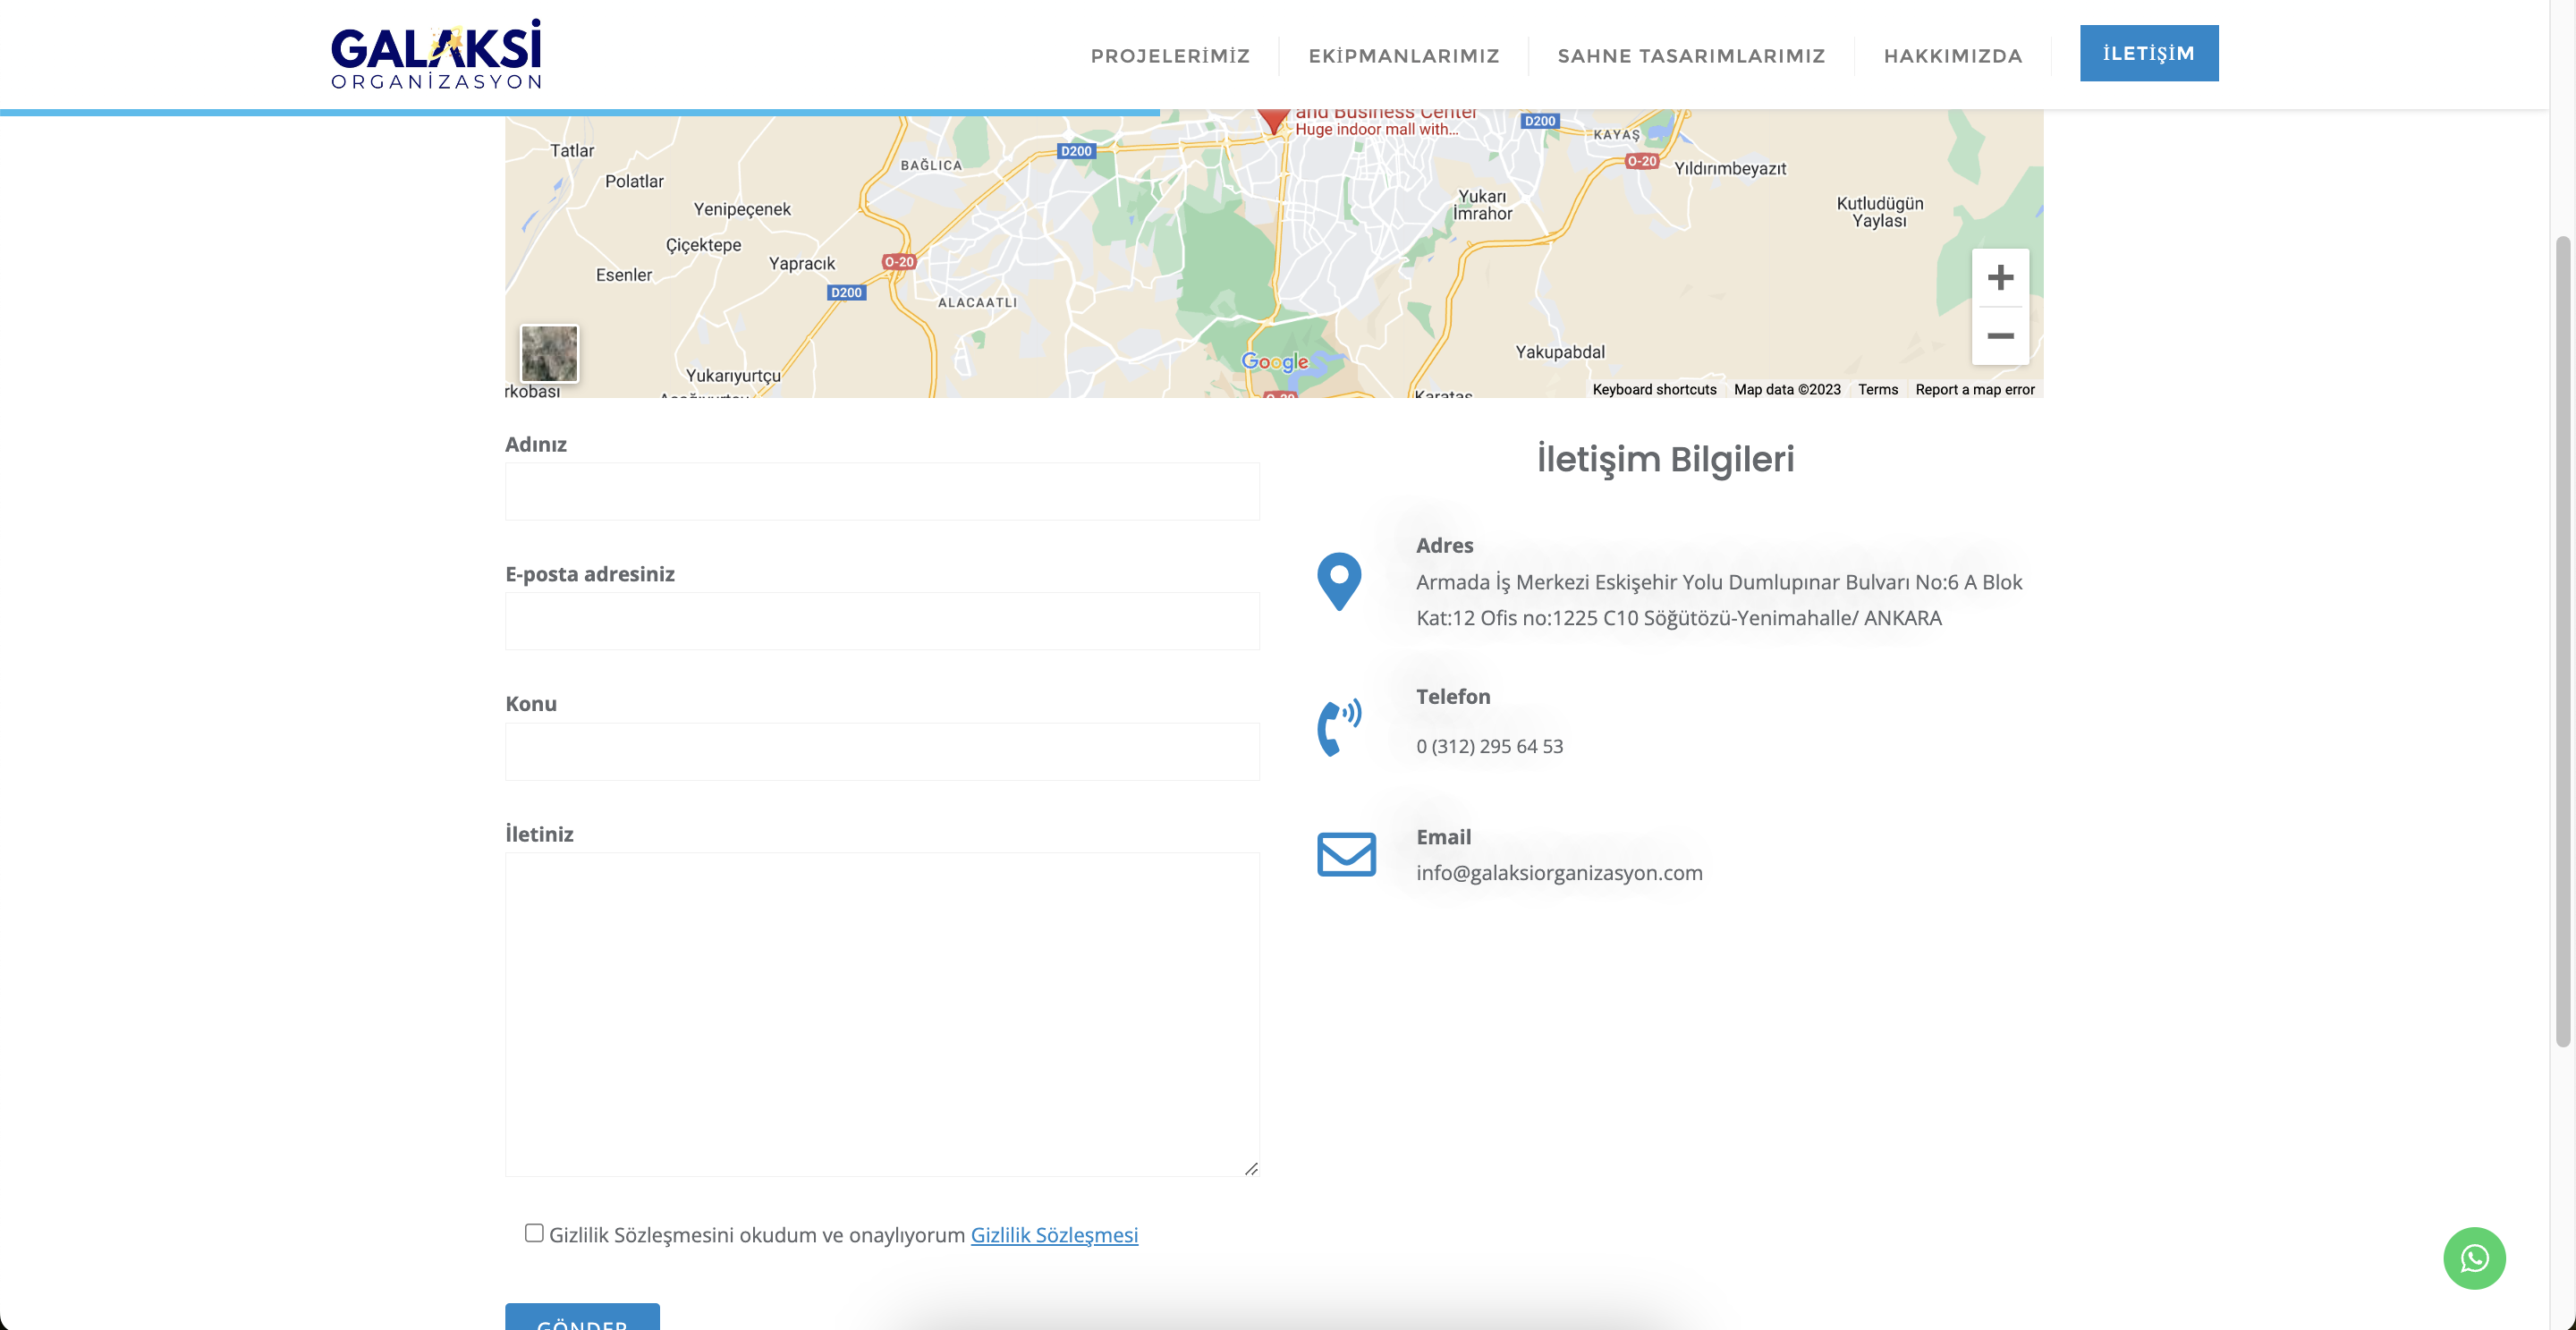 GALAKSİ
ORGANİZASYON
PROJELERİMİZ
EKİPMANLARIMIZ
SAHNE TASARIMLARIMIZ
HAKKIMIZDA
İLETİŞİM
and Business Center
Huge indoor mall with...
D200
KAYAŞ
Tatlar
D200
BAĞLICA
O-20
Yıldırımbeyazıt
Polatlar
Yukarı
İmrahor
Kutludüğün
Yaylası
Yenipeçenek
Çiçektepe
Yapracık
O-20
Esenler
D200
ALACAATLI
Yakupabdal
Google
Yukarıyurtçu
rkobası
O-20
Karataş
Keyboard shortcuts
Map data ©2023
Terms
Report a map error
Adınız
E-posta adresiniz
Konu
İletiniz
Gizlilik Sözleşmesini okudum ve onaylıyorum Gizlilik Sözleşmesi
GÖNDER
İletişim Bilgileri
Adres
Armada İş Merkezi Eskişehir Yolu Dumlupınar Bulvarı No:6 A Blok
Kat:12 Ofis no:1225 C10 Söğütözü-Yenimahalle/ ANKARA
Telefon
0 (312) 295 64 53
Email
info@galaksiorganizasyon.com